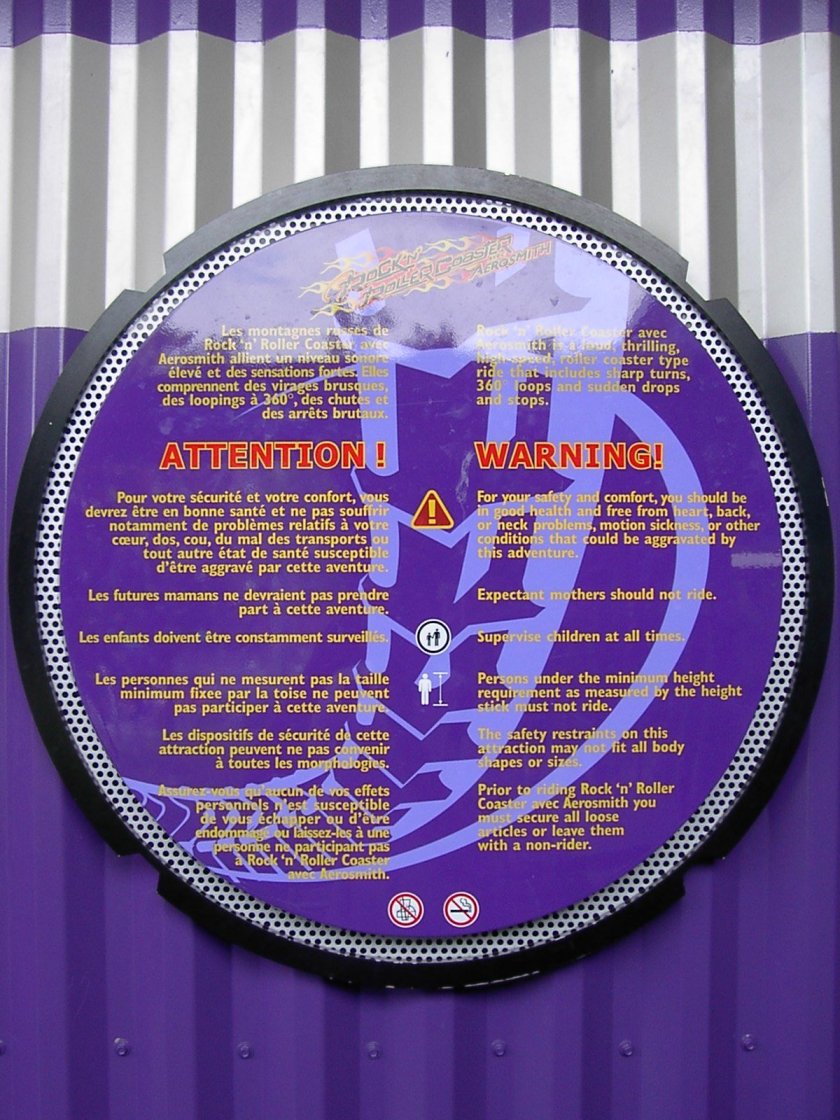 Rock 'n' Roller Coaster
Aerosmith
Les montagnes russes de
Rock 'n' Roller Coaster avec
Aerosmith allient un niveau sonore
élevé et des sensations fortes. Elles
comprennent des virages brusques,
des loopings à 360°, des chutes et
des arrêts brutaux.
ATTENTION !
Pour votre sécurité et votre confort, vous
devrez être en bonne santé et ne pas souffrir
notamment de problèmes relatifs à votre
cœur, dos, cou, du mal des transports ou
tout autre état de santé susceptible
d'être aggravé par cette aventure.
Les futures mamans ne devraient pas prendre
part à cette aventure.
Les enfants doivent être constamment surveillés.
Les personnes qui ne mesurent pas la taille
minimum fixee par la toise ne peuvent
pas participer à cette aventure.
Les dispositifs de sécurité de cette
attraction peuvent ne pas convenir
à toutes les morphologies.
Assurez-vous qu'aucun de vos effets
personnels n'est susceptible
de vous échapper ou d'être
endommagé ou laissez-les à une
personne ne participant pas
à Rock 'n' Roller Coaster
avec Aerosmith.
Rock 'n' Roller Coaster avec
Aerosmith is a loud, thrilling,
high-speed, roller coaster type
ride that includes sharp turns,
360° loops and sudden drops
and stops.
WARNING!
For your safety and comfort, you should be
in good health and free from heart, back,
or neck problems, motion sickness, or other
conditions that could be aggravated by
this adventure.
Expectant mothers should not ride.
Supervise children at all times.
Persons under the minimum height
requirement as measured by the height
stick must not ride.
The safety restraints on this
attraction may not fit all body
shapes or sizes.
Prior to riding Rock 'n' Roller
Coaster avec Aerosmith you
must secure all loose
articles or leave them
with a non-rider.